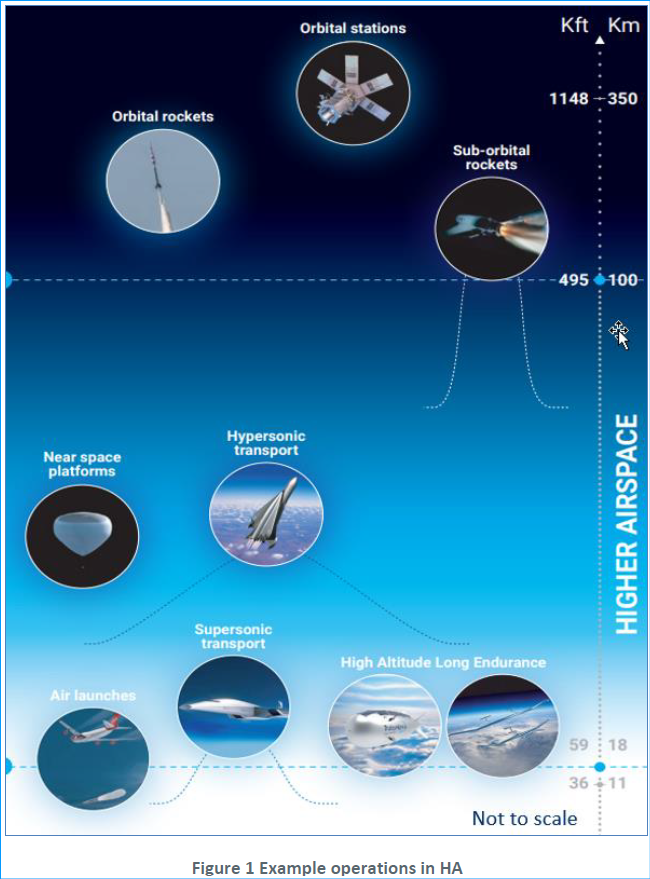 Kft Km
Orbital stations
1148 350
Orbital rockets
Sub-orbital
rockets
495 100
HIGHER AIRSPACE
Hypersonic
transport
Near space
platforms
Supersonic
transport
High Altitude Long Endurance
Air launches
59 18
36 11
Not to scale
Figure 1 Example operations in HA